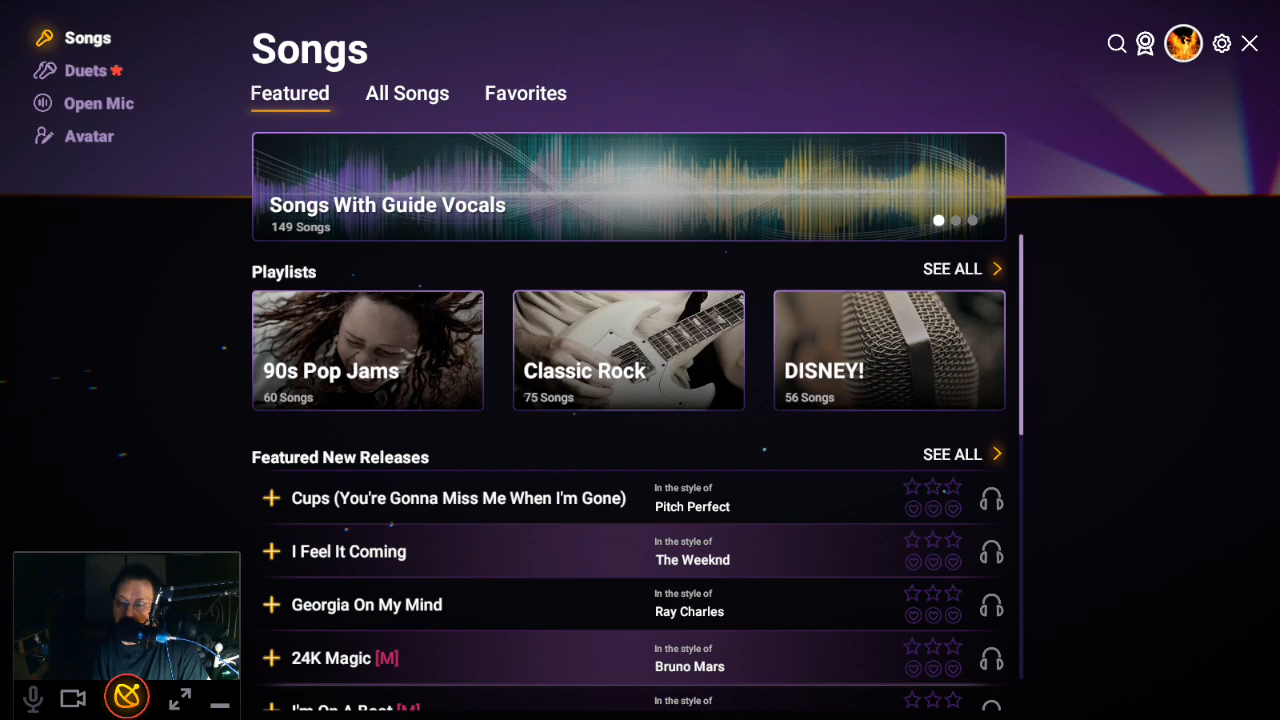 Songs
Duets *
Open Mic
Avatar
Songs
Featured
All Songs
Favorites
Songs With Guide Vocals
149 Songs
Playlists
SEE ALL
90s Pop Jams
60 Songs
Classic Rock
75 Songs
DISNEY!
56 Songs
Featured New Releases
SEE ALL
Cups (You're Gonna Miss Me When I'm Gone)
In the style of
Pitch Perfect
I Feel It Coming
In the style of
The Weeknd
Georgia On My Mind
In the style of
Ray Charles
24K Magic [M]
In the style of
Bruno Mars
I'm On A Boat [M]
In the style of